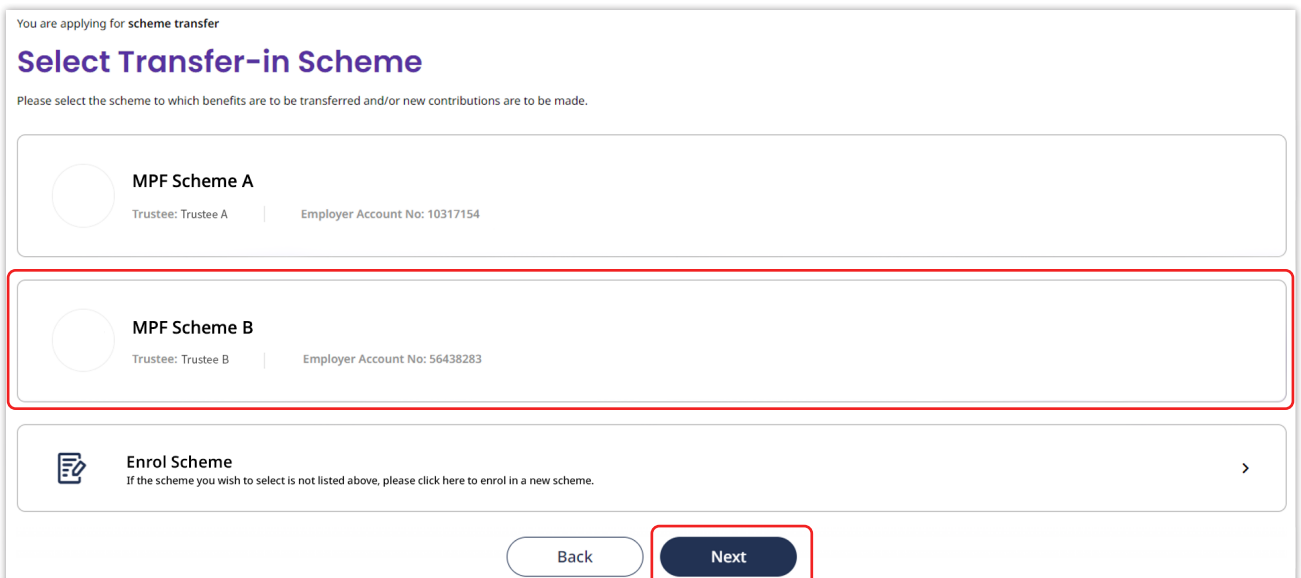 You are applying for scheme transfer
Select Transfer-in Scheme
Please select the scheme to which benefits are to be transferred and/or new contributions are to be made.
MPF Scheme A
Trustee: Trustee A Employer Account No: 10317154
MPF Scheme B
Trustee: Trustee B Employer Account No: 56438283
Enrol Scheme
If the scheme you wish to select is not listed above, please click here to enrol in a new scheme.
Back Next